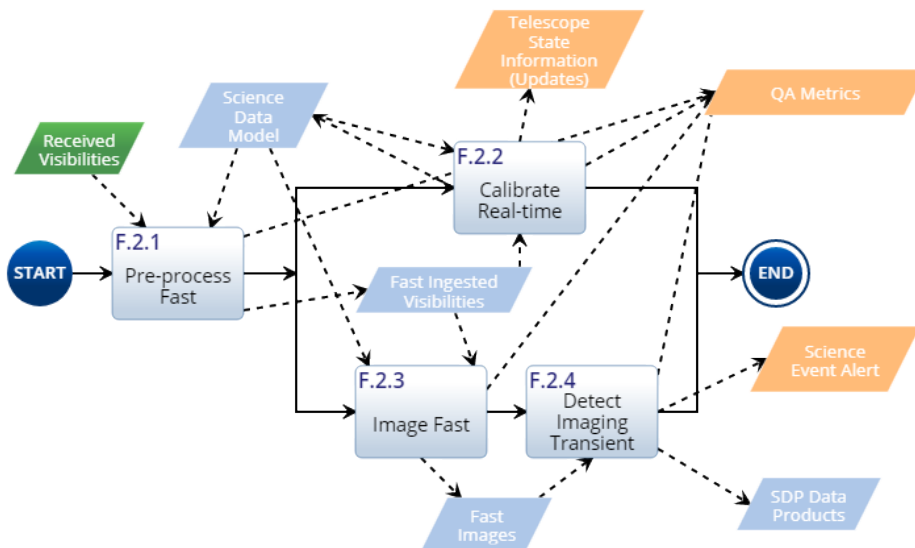 Telescope
State
Information
(Updates)
Science
Data
Model
QA Metrics
Received
Visibilities
F.2.2
Calibrate
Real-time
F.2.1
Pre-process
Fast
START
Fast Ingested
Visibilities
END
F.2.3
Image Fast
F.2.4
Detect
Imaging
Transient
Science
Event Alert
Fast
Images
SDP Data
Products